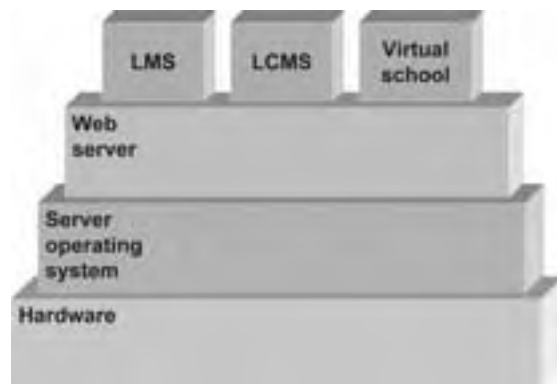 LMS
LCMS
Virtual
school
Web
server
Server
operating
system
Hardware